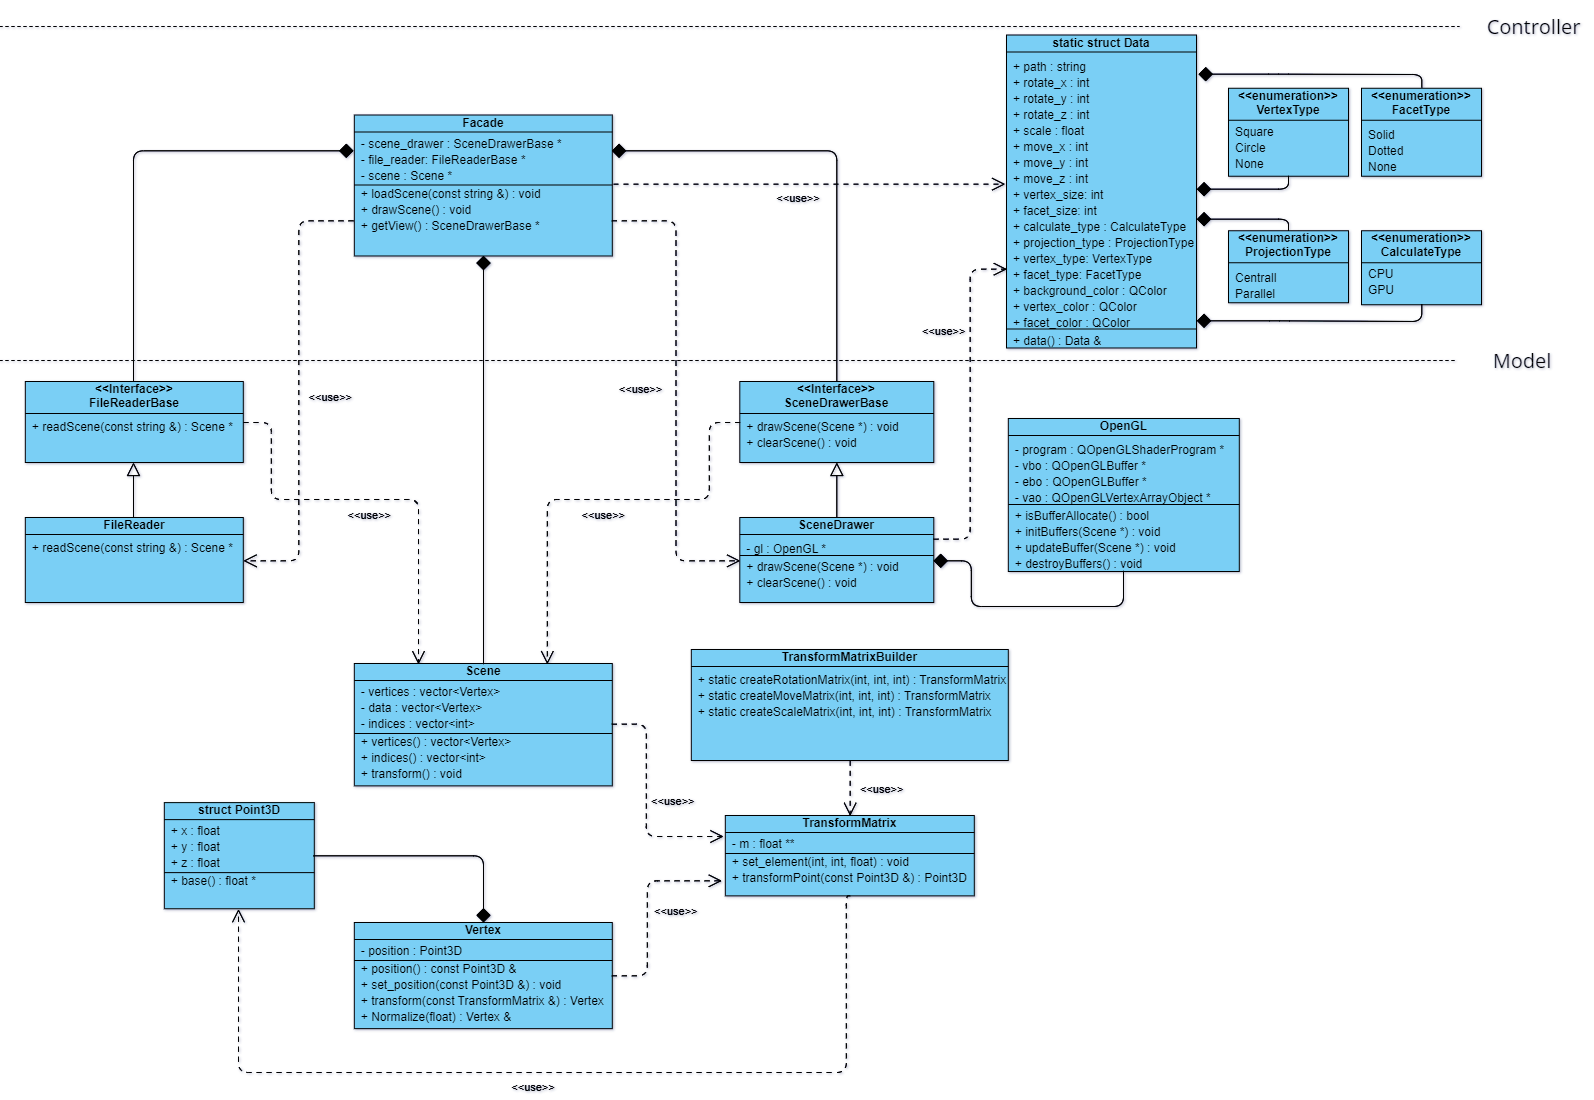 Controller
static struct Data
+ path : string
+ rotate_x : int
+ rotate_y : int
+ rotate_z : int
+ scale : float
+ move_x : int
+ move_y : int
+ move_z : int
+ vertex_size: int
+ facet_size: int
+ calculate_type : CalculateType
+ projection_type : ProjectionType
+ vertex_type: VertexType
+ facet_type: FacetType
+ background_color : QColor
+ vertex_color : QColor
+ facet_color : QColor
+ data() : Data &
<<enumeration>>
VertexType
Square
Circle
None
<<enumeration>>
FacetType
Solid
Dotted
None
<<enumeration>>
ProjectionType
Centrall
Parallel
<<enumeration>>
CalculateType
CPU
GPU
Facade
- scene_drawer : SceneDrawerBase *
- file_reader: FileReaderBase *
- scene : Scene *
+ loadScene(const string &) : void
+ drawScene() : void
+ getView() : SceneDrawerBase *
<<use>>
<<use>>
Model
<<use>>
<<use>>
<<Interface>>
FileReaderBase
+ readScene(const string &) : Scene *
<<Interface>>
SceneDrawerBase
+ drawScene(Scene *) : void
+ clearScene() : void
OpenGL
- program : QOpenGLShaderProgram *
- vbo : QOpenGLBuffer *
- ebo : QOpenGLBuffer *
- vao : QOpenGLVertexArrayObject *
+ isBufferAllocate() : bool
+ initBuffers(Scene *) : void
+ updateBuffer(Scene *) : void
+ destroyBuffers() : void
<<use>>
<<use>>
FileReader
+ readScene(const string &) : Scene *
SceneDrawer
- gl : OpenGL *
+ drawScene(Scene *) : void
+ clearScene() : void
Scene
- vertices : vector<Vertex>
- data : vector<Vertex>
- indices : vector<int>
+ vertices() : vector<Vertex>
+ indices() : vector<int>
+ transform() : void
TransformMatrixBuilder
+ static createRotationMatrix(int, int, int) : TransformMatrix
+ static createMoveMatrix(int, int, int) : TransformMatrix
+ static createScaleMatrix(int, int, int) : TransformMatrix
<<use>>
<<use>>
struct Point3D
+ x : float
+ y : float
+ z : float
+ base() : float *
TransformMatrix
- m : float **
+ set_element(int, int, float) : void
+ transformPoint(const Point3D &) : Point3D
<<use>>
Vertex
- position : Point3D
+ position() : const Point3D &
+ set_position(const Point3D &) : void
+ transform(const TransformMatrix &) : Vertex
+ Normalize(float) : Vertex &
<<use>>